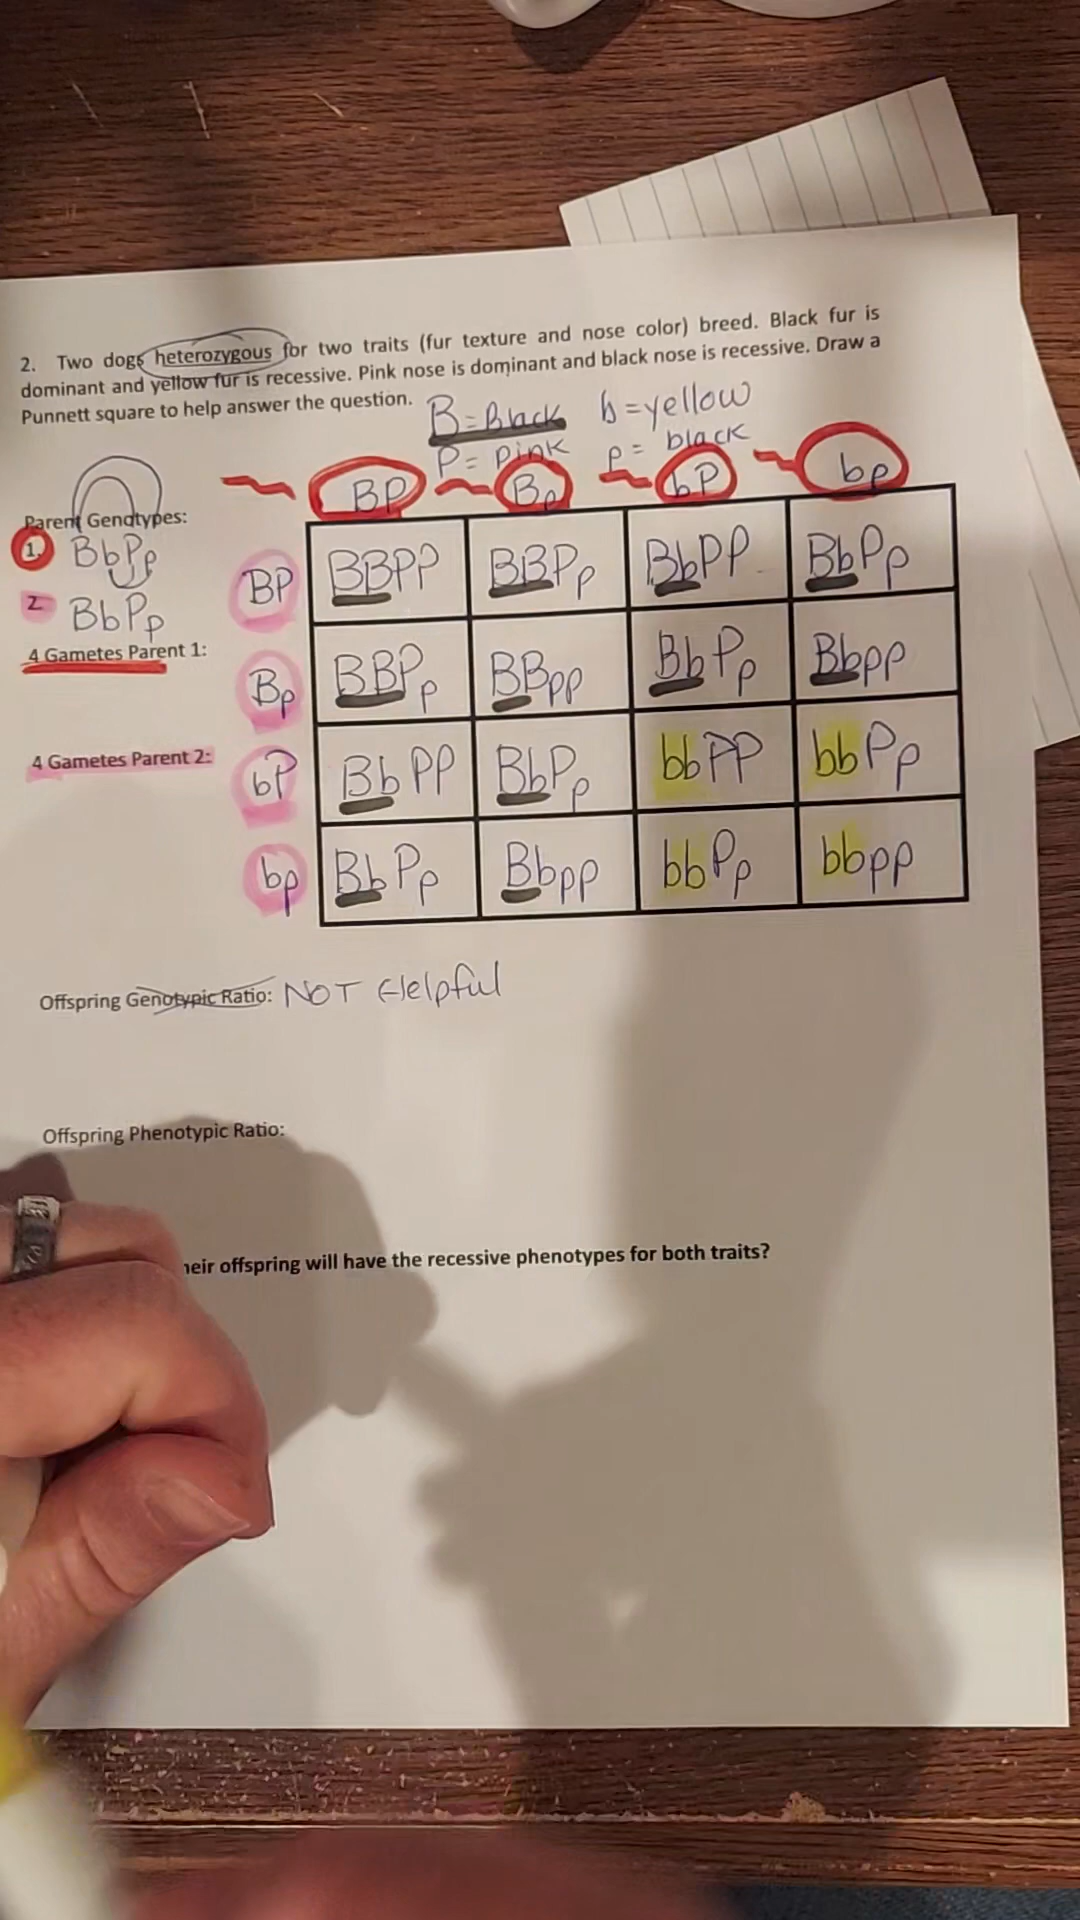 2. Two dogs heterozygous for two traits (fur texture and nose color) breed. Black fur is
dominant and yellow fur is recessive. Pink nose is dominant and black nose is recessive. Draw a
Punnett square to help answer the question.
B=Black b=yellow
P= pink p= black
BP Bp bP bp
Parent Genotypes:
1. BbPp
2. BbPp
4 Gametes Parent 1:
4 Gametes Parent 2:
BP BBPP BBPp BbPP BbPp
Bp BBPp BBpp BbPp Bbpp
bP BbPP BbPp bbPP bbPp
bp BbPp Bbpp bbPp bbpp
Offspring Genotypic Ratio: NOT Helpful
Offspring Phenotypic Ratio:
offspring will have the recessive phenotypes for both traits?